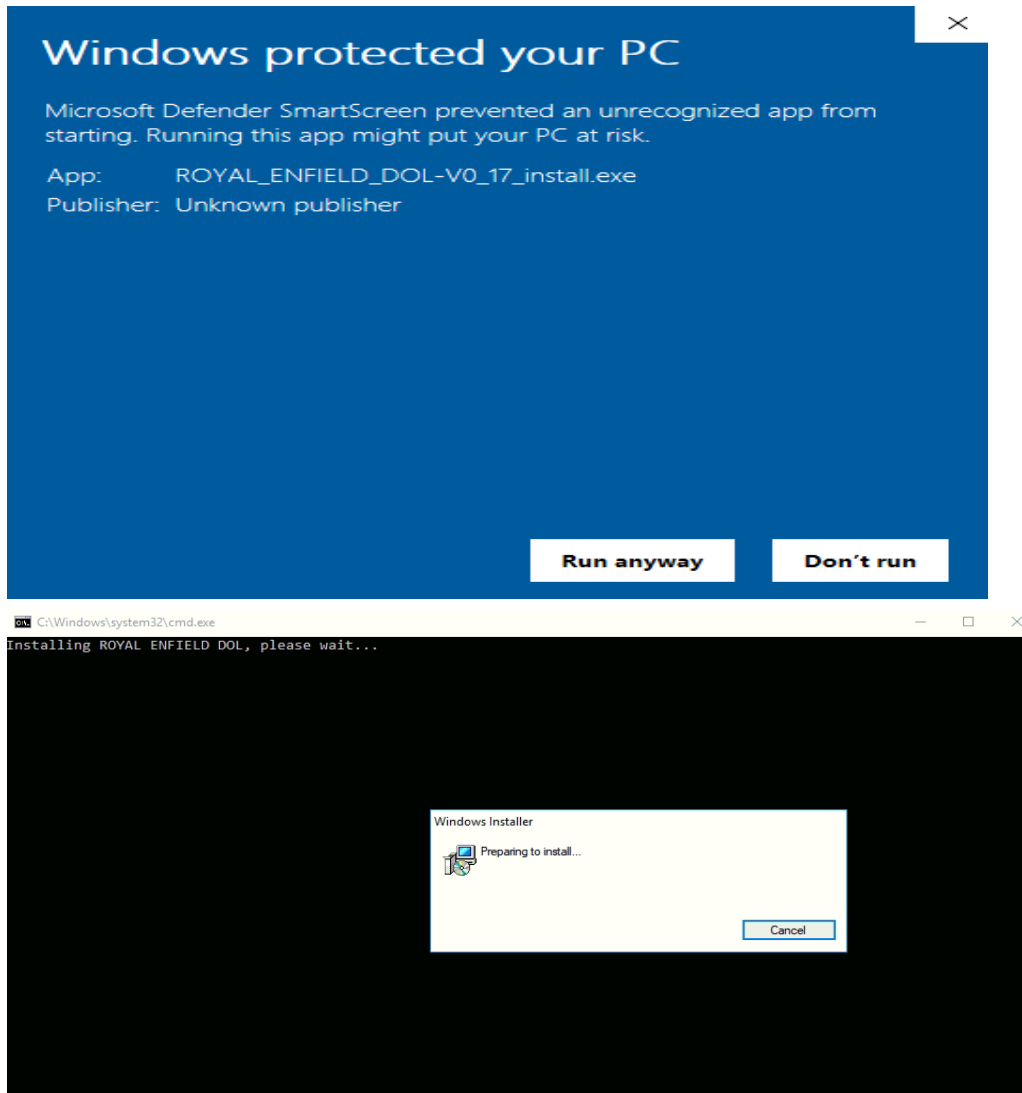 Windows protected your PC
Microsoft Defender SmartScreen prevented an unrecognized app from
starting. Running this app might put your PC at risk.
App: ROYAL_ENFIELD_DOL-V0_17_install.exe
Publisher: Unknown publisher
Run anyway Don't run
C:\Windows\system32\cmd.exe
Installing ROYAL ENFIELD DOL, please wait...
Windows Installer
Preparing to install...
Cancel